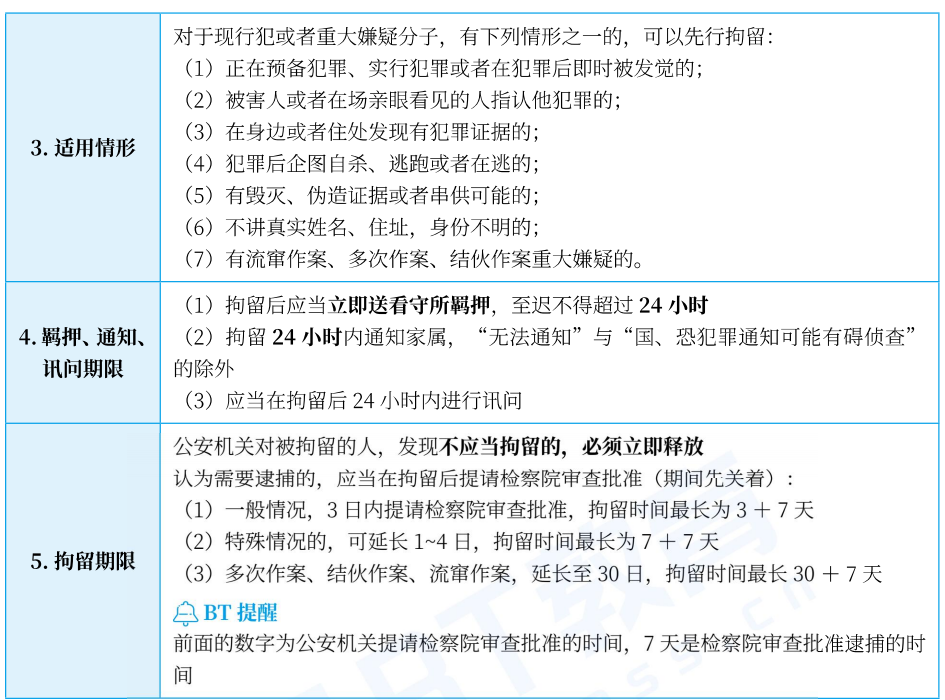 3. 适用情形
对于现行犯或者重大嫌疑分子，有下列情形之一的，可以先行拘留：
（1）正在预备犯罪、实行犯罪或者在犯罪后即时被发觉的；
（2）被害人或者在场亲眼看见的人指认他犯罪的；
（3）在身边或者住处发现有犯罪证据的；
（4）犯罪后企图自杀、逃跑或者在逃的；
（5）有毁灭、伪造证据或者串供可能的；
（6）不讲真实姓名、住址，身份不明的；
（7）有流窜作案、多次作案、结伙作案重大嫌疑的。
4. 羁押、通知、
讯问期限
（1）拘留后应当立即送看守所羁押，至迟不得超过 24 小时
（2）拘留 24 小时内通知家属，“无法通知”与“国、恐犯罪通知可能有碍侦查”
的除外
（3）应当在拘留后 24 小时内进行讯问
5. 拘留期限
公安机关对被拘留的人，发现不应当拘留的，必须立即释放
认为需要逮捕的，应当在拘留后提请检察院审查批准（期间先关着）：
（1）一般情况，3 日内提请检察院审查批准，拘留时间最长为 3 + 7 天
（2）特殊情况的，可延长 1~4 日，拘留时间最长为 7 + 7 天
（3）多次作案、结伙作案、流窜作案，延长至 30 日，拘留时间最长 30 + 7 天
BT 提醒
前面的数字为公安机关提请检察院审查批准的时间，7 天是检察院审查批准逮捕的时
间
BT教育